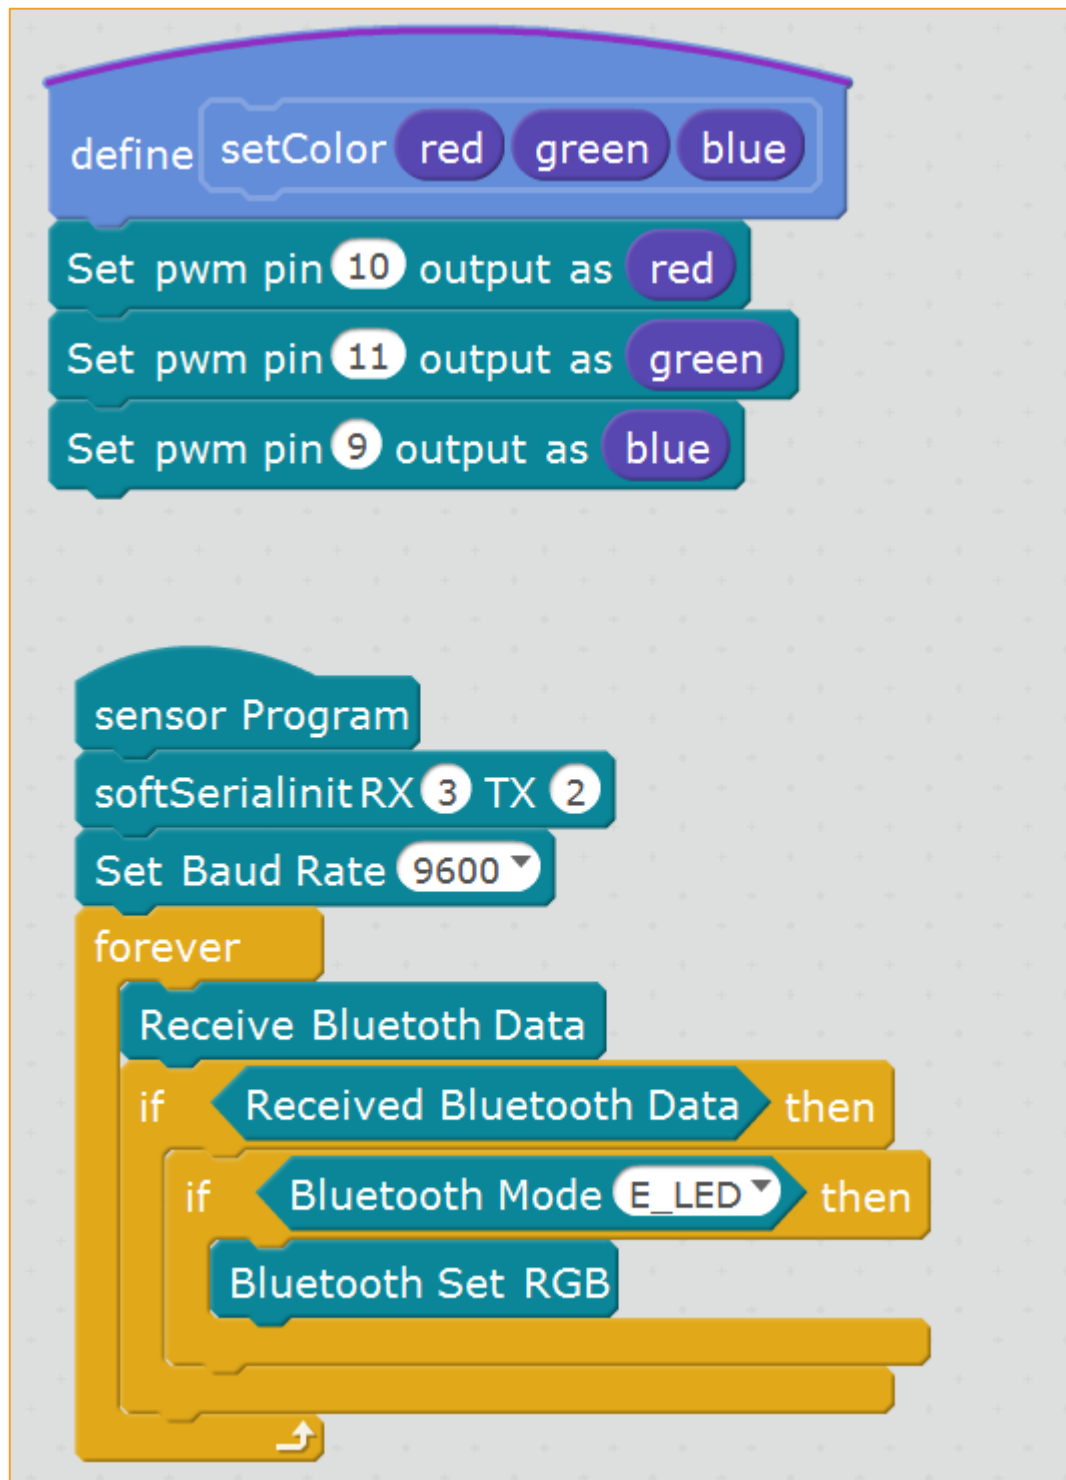 define setColor red green blue
Set pwm pin 10 output as red
Set pwm pin 11 output as green
Set pwm pin 9 output as blue
sensor Program
softSerialinit RX 3 TX 2
Set Baud Rate 9600
forever
Receive Bluetoth Data
if Received Bluetooth Data then
if Bluetooth Mode E_LED then
Bluetooth Set RGB